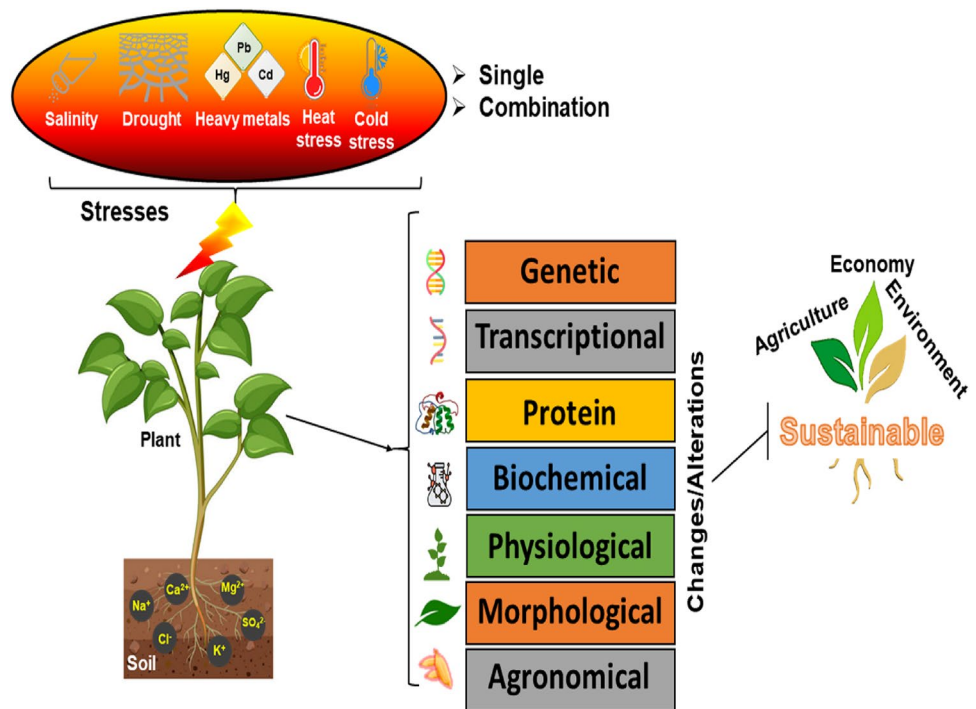 Pb
Hg
Cd
Salinity
Drought
Heavy metals
Heat
stress
Cold
stress
➢ Single
➢ Combination
Stresses
Plant
Na⁺
Ca²⁺
Mg²⁺
SO₄²⁻
Cl⁻
K⁺
Soil
Genetic
Transcriptional
Protein
Biochemical
Physiological
Morphological
Agronomical
Changes/Alterations
Agriculture
Economy
Environment
Sustainable